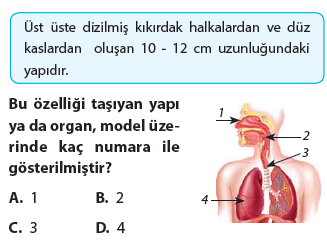 Üst üste dizilmiş kıkırdak halkalardan ve düz
kaslardan oluşan 10 - 12 cm uzunluğundaki
yapıdır.
Bu özelliği taşıyan yapı
ya da organ, model üze-
rinde kaç numara ile
gösterilmiştir?
A. 1 B. 2
C. 3 D. 4
1
2
3
4